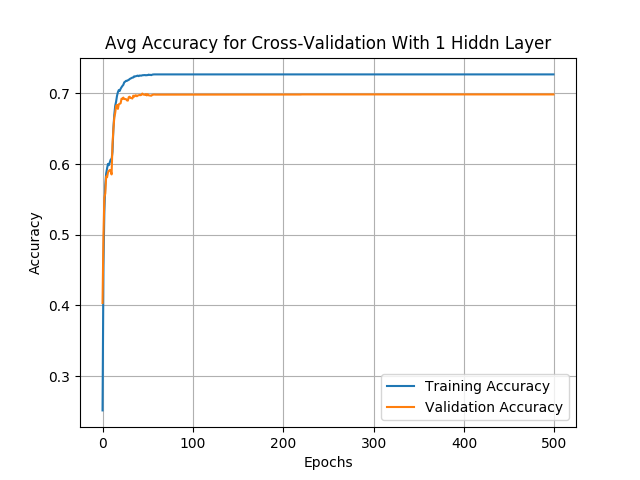 Avg Accuracy for Cross-Validation With 1 Hiddn Layer
0.7
0.6
0.5
0.4
0.3
Accuracy
0
100
200
300
400
500
Epochs
Training Accuracy
Validation Accuracy